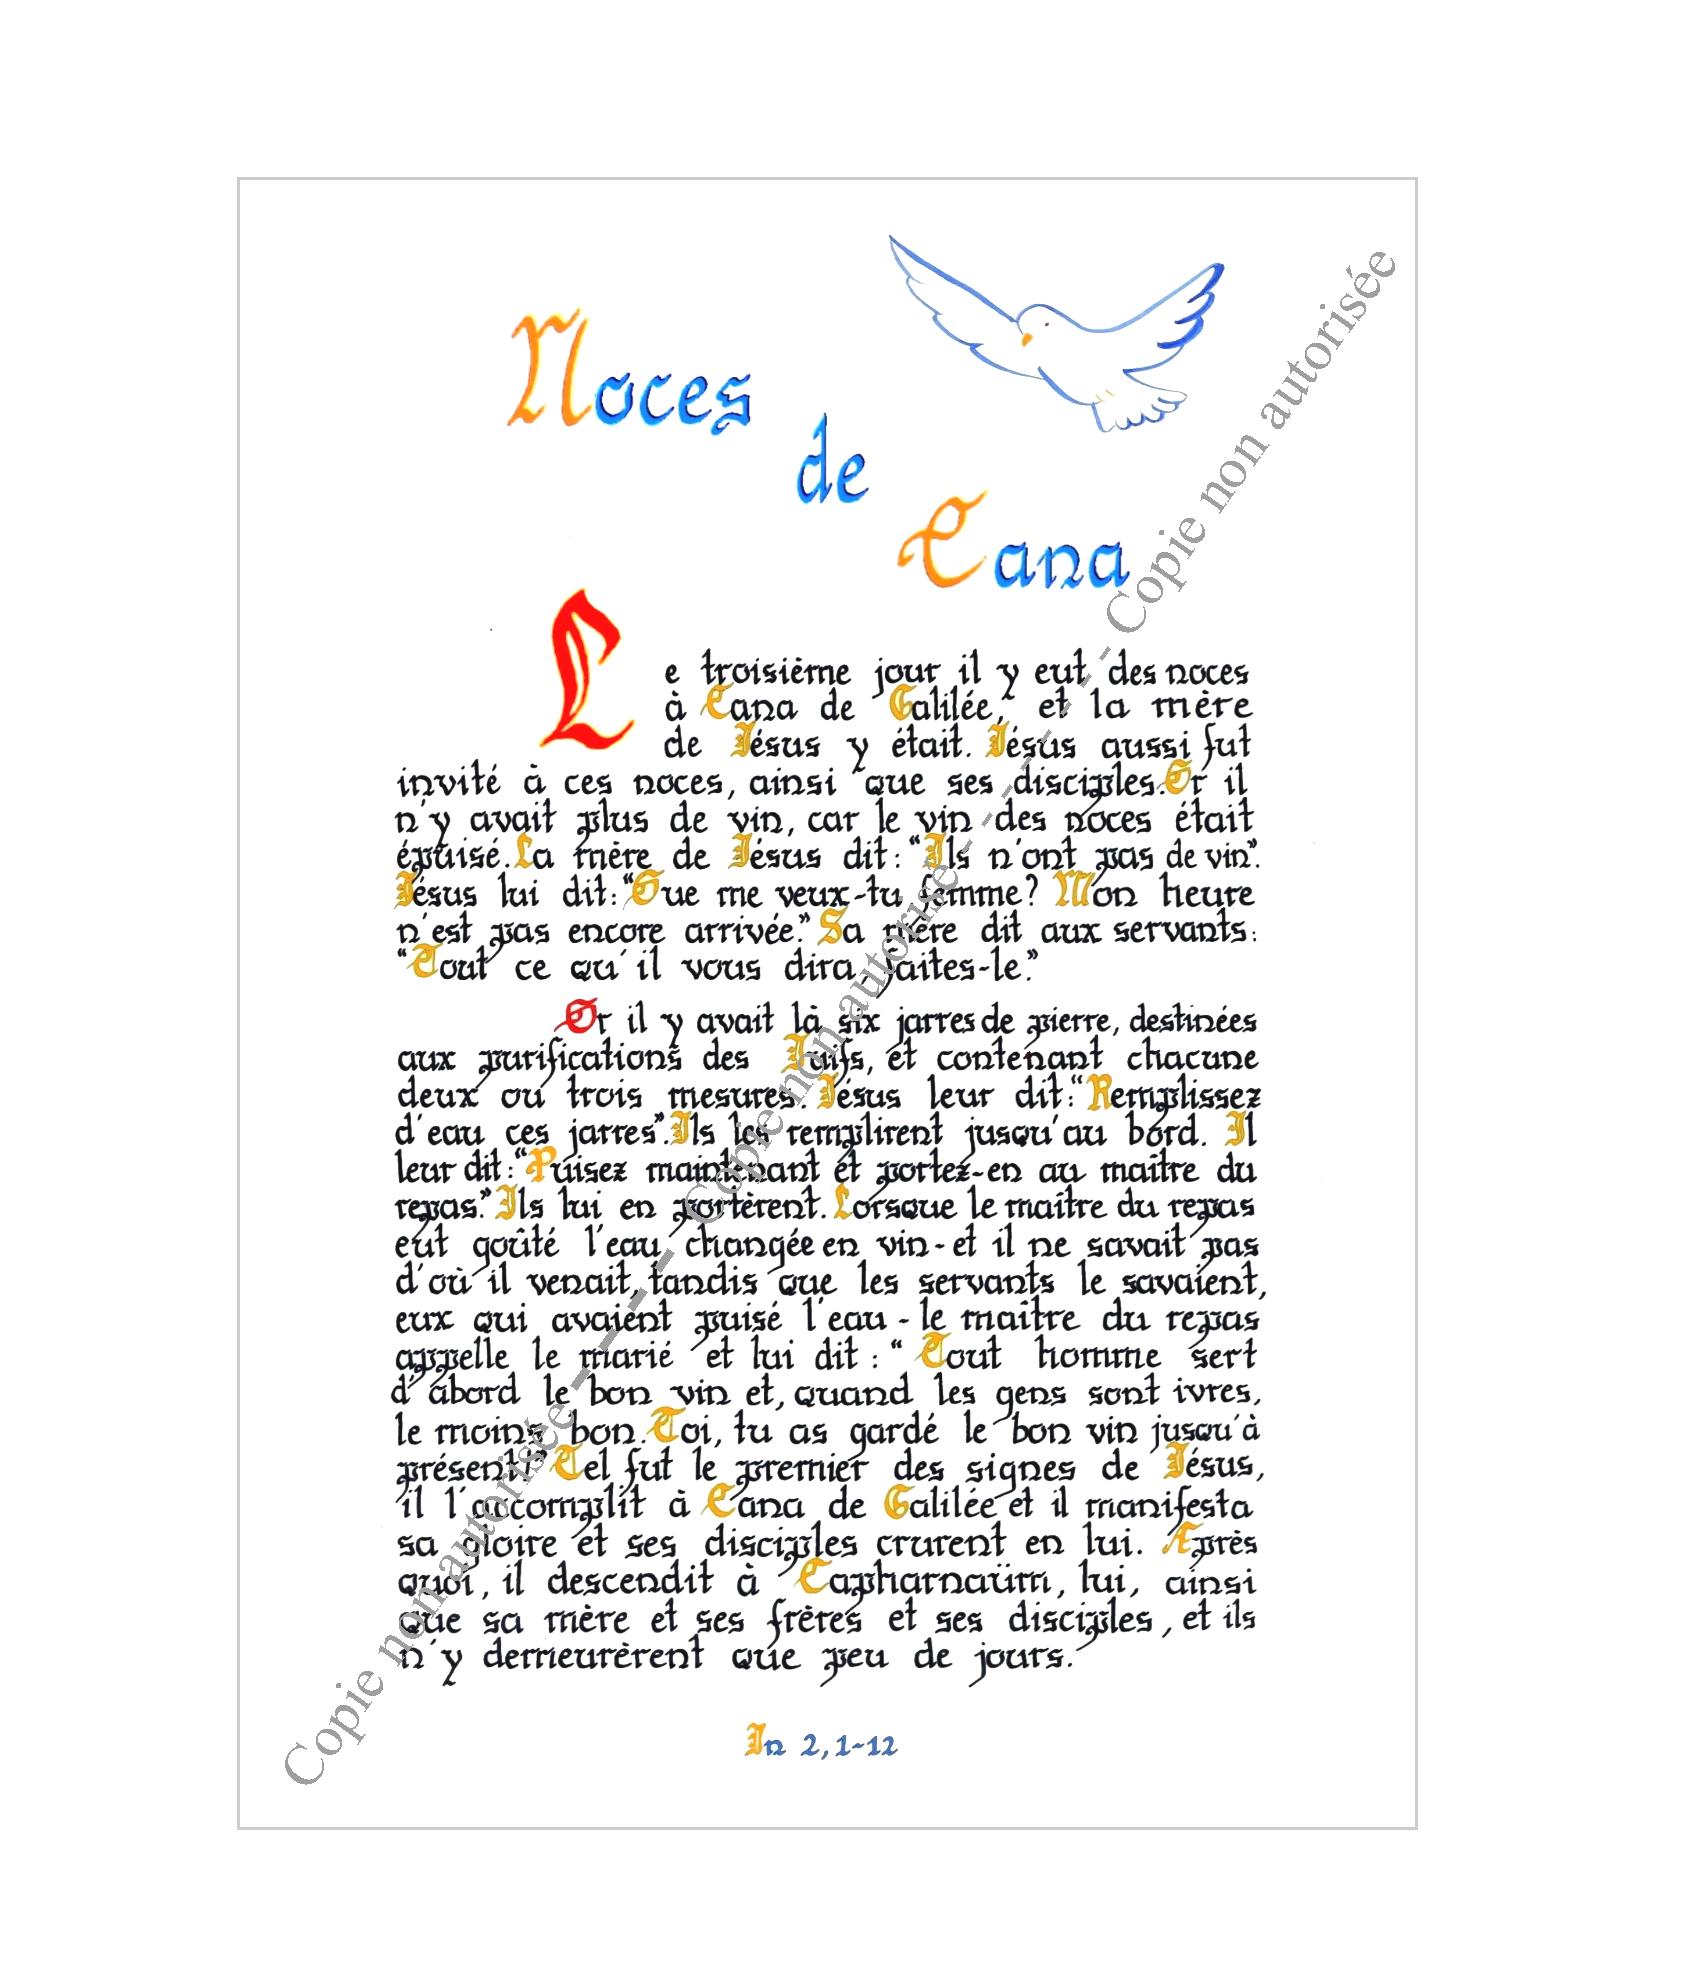 Noces
de
Cana
Le troisième jour il y eut des noces
à Cana de Galilée, et la mère
de Jésus y était. Jésus aussi fut
invité à ces noces, ainsi que ses disciples. Or il
n'y avait plus de vin, car le vin des noces était
épuisé. La mère de Jésus dit : "Ils n'ont pas de vin".
Jésus lui dit : "Que me veux-tu femme ? Mon heure
n'est pas encore arrivée." Sa mère dit aux servants :
"Tout ce qu'il vous dira, faites-le."
Or il y avait là six jarres de pierre, destinées
aux purifications des Juifs, et contenant chacune
deux ou trois mesures. Jésus leur dit : "Remplissez
d'eau ces jarres". Ils les remplirent jusqu'au bord. Il
leur dit : "Puisez maintenant et portez-en au maître du
repas." Ils lui en portèrent. Lorsque le maître du repas
eut goûté l'eau changée en vin - et il ne savait pas
d'où il venait, tandis que les servants le savaient,
eux qui avaient puisé l'eau - le maître du repas
appelle le marié et lui dit : " Tout homme sert
d'abord le bon vin et, quand les gens sont ivres,
le moins bon. Toi, tu as gardé le bon vin jusqu'à
présent !" Tel fut le premier des signes de Jésus,
il l'accomplit à Cana de Galilée et il manifesta
sa gloire et ses disciples crurent en lui. Après
quoi, il descendit à Capharnaüm, lui, ainsi
que sa mère et ses frères et ses disciples, et ils
n'y demeurèrent que peu de jours.
Jn 2, 1-12
Copie non autorisée --- Copie non autorisée --- Copie non autorisée --- Copie non autorisée